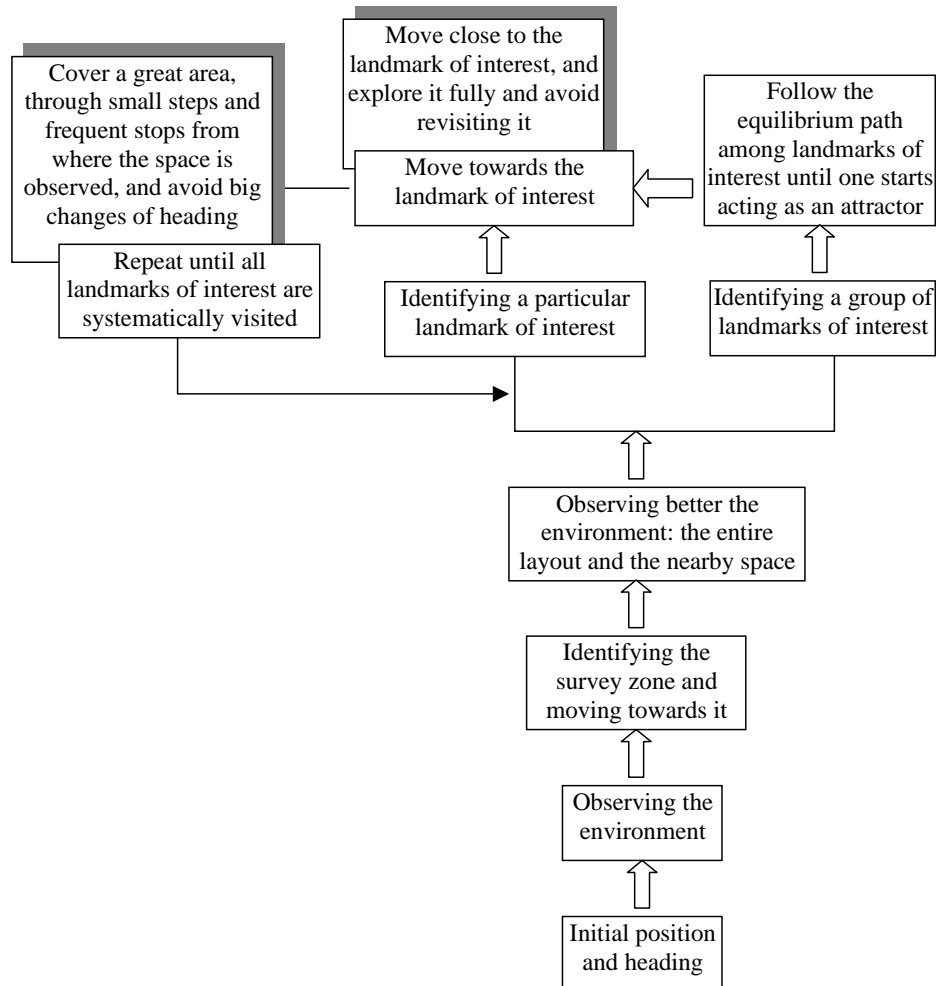 Cover a great area,
through small steps and
frequent stops from
where the space is
observed, and avoid big
changes of heading
Repeat until all
landmarks of interest are
systematically visited
Move close to the
landmark of interest, and
explore it fully and avoid
revisiting it
Move towards the
landmark of interest
Follow the
equilibrium path
among landmarks of
interest until one starts
acting as an attractor
Identifying a particular
landmark of interest
Identifying a group of
landmarks of interest
Observing better the
environment: the entire
layout and the nearby space
Identifying the
survey zone and
moving towards it
Observing the
environment
Initial position
and heading